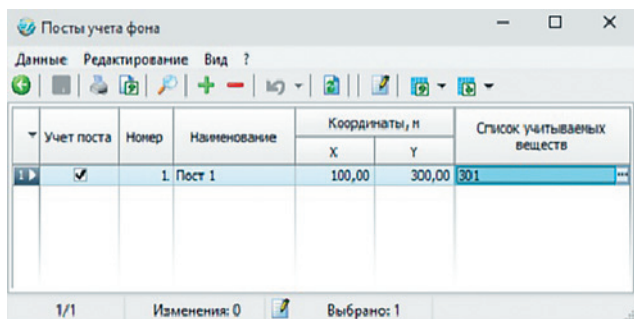 Посты учета фона
Данные Редактирование Вид ?
Учет поста Номер Наименование Координаты, м Список учитываемых веществ
X Y
1 1 Пост 1 100,00 300,00 301 ...
1/1 Изменения: 0 Выбрано: 1